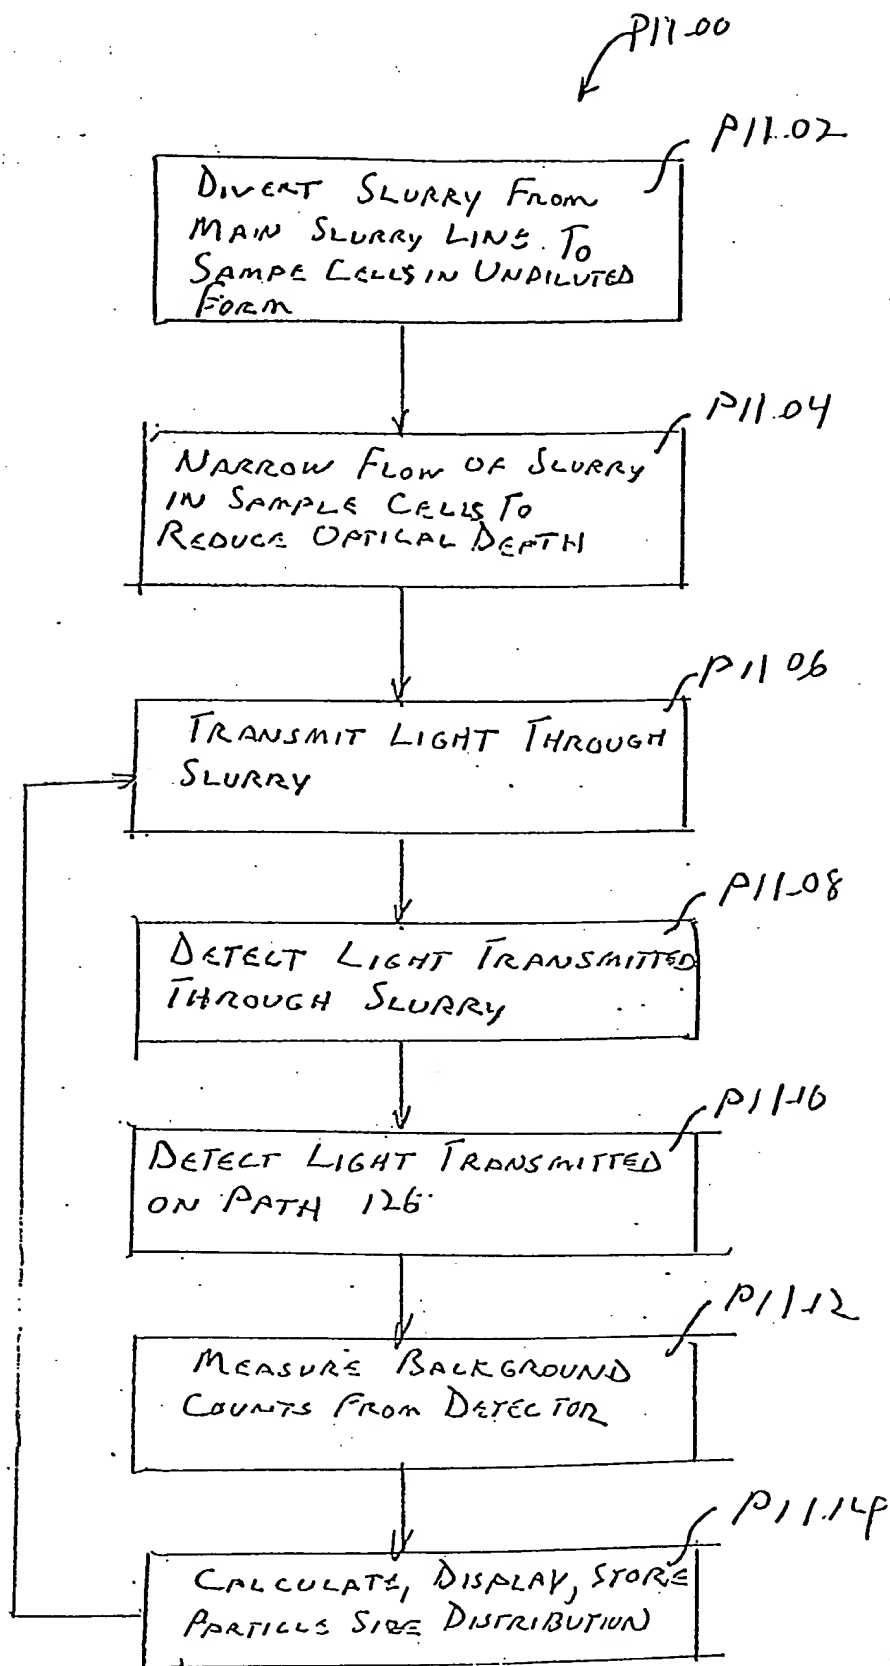 P11.00
P11.02
DIVERT SLURRY FROM
MAIN SLURRY LINE TO
SAMPE CELLS IN UNDILUTED
FORM
P11.04
NARROW FLOW OF SLURRY
IN SAMPLE CELLS TO
REDUCE OPTICAL DEPTH
P11.06
TRANSMIT LIGHT THROUGH
SLURRY
P11.08
DETECT LIGHT TRANSMITTED
THROUGH SLURRY
P11.10
DETECT LIGHT TRANSMITTED
ON PATH 126
P11.12
MEASURE BACKGROUND
COUNTS FROM DETECTOR
P11.14
CALCULATE, DISPLAY, STORE
PARTICLE SIZE DISTRIBUTION